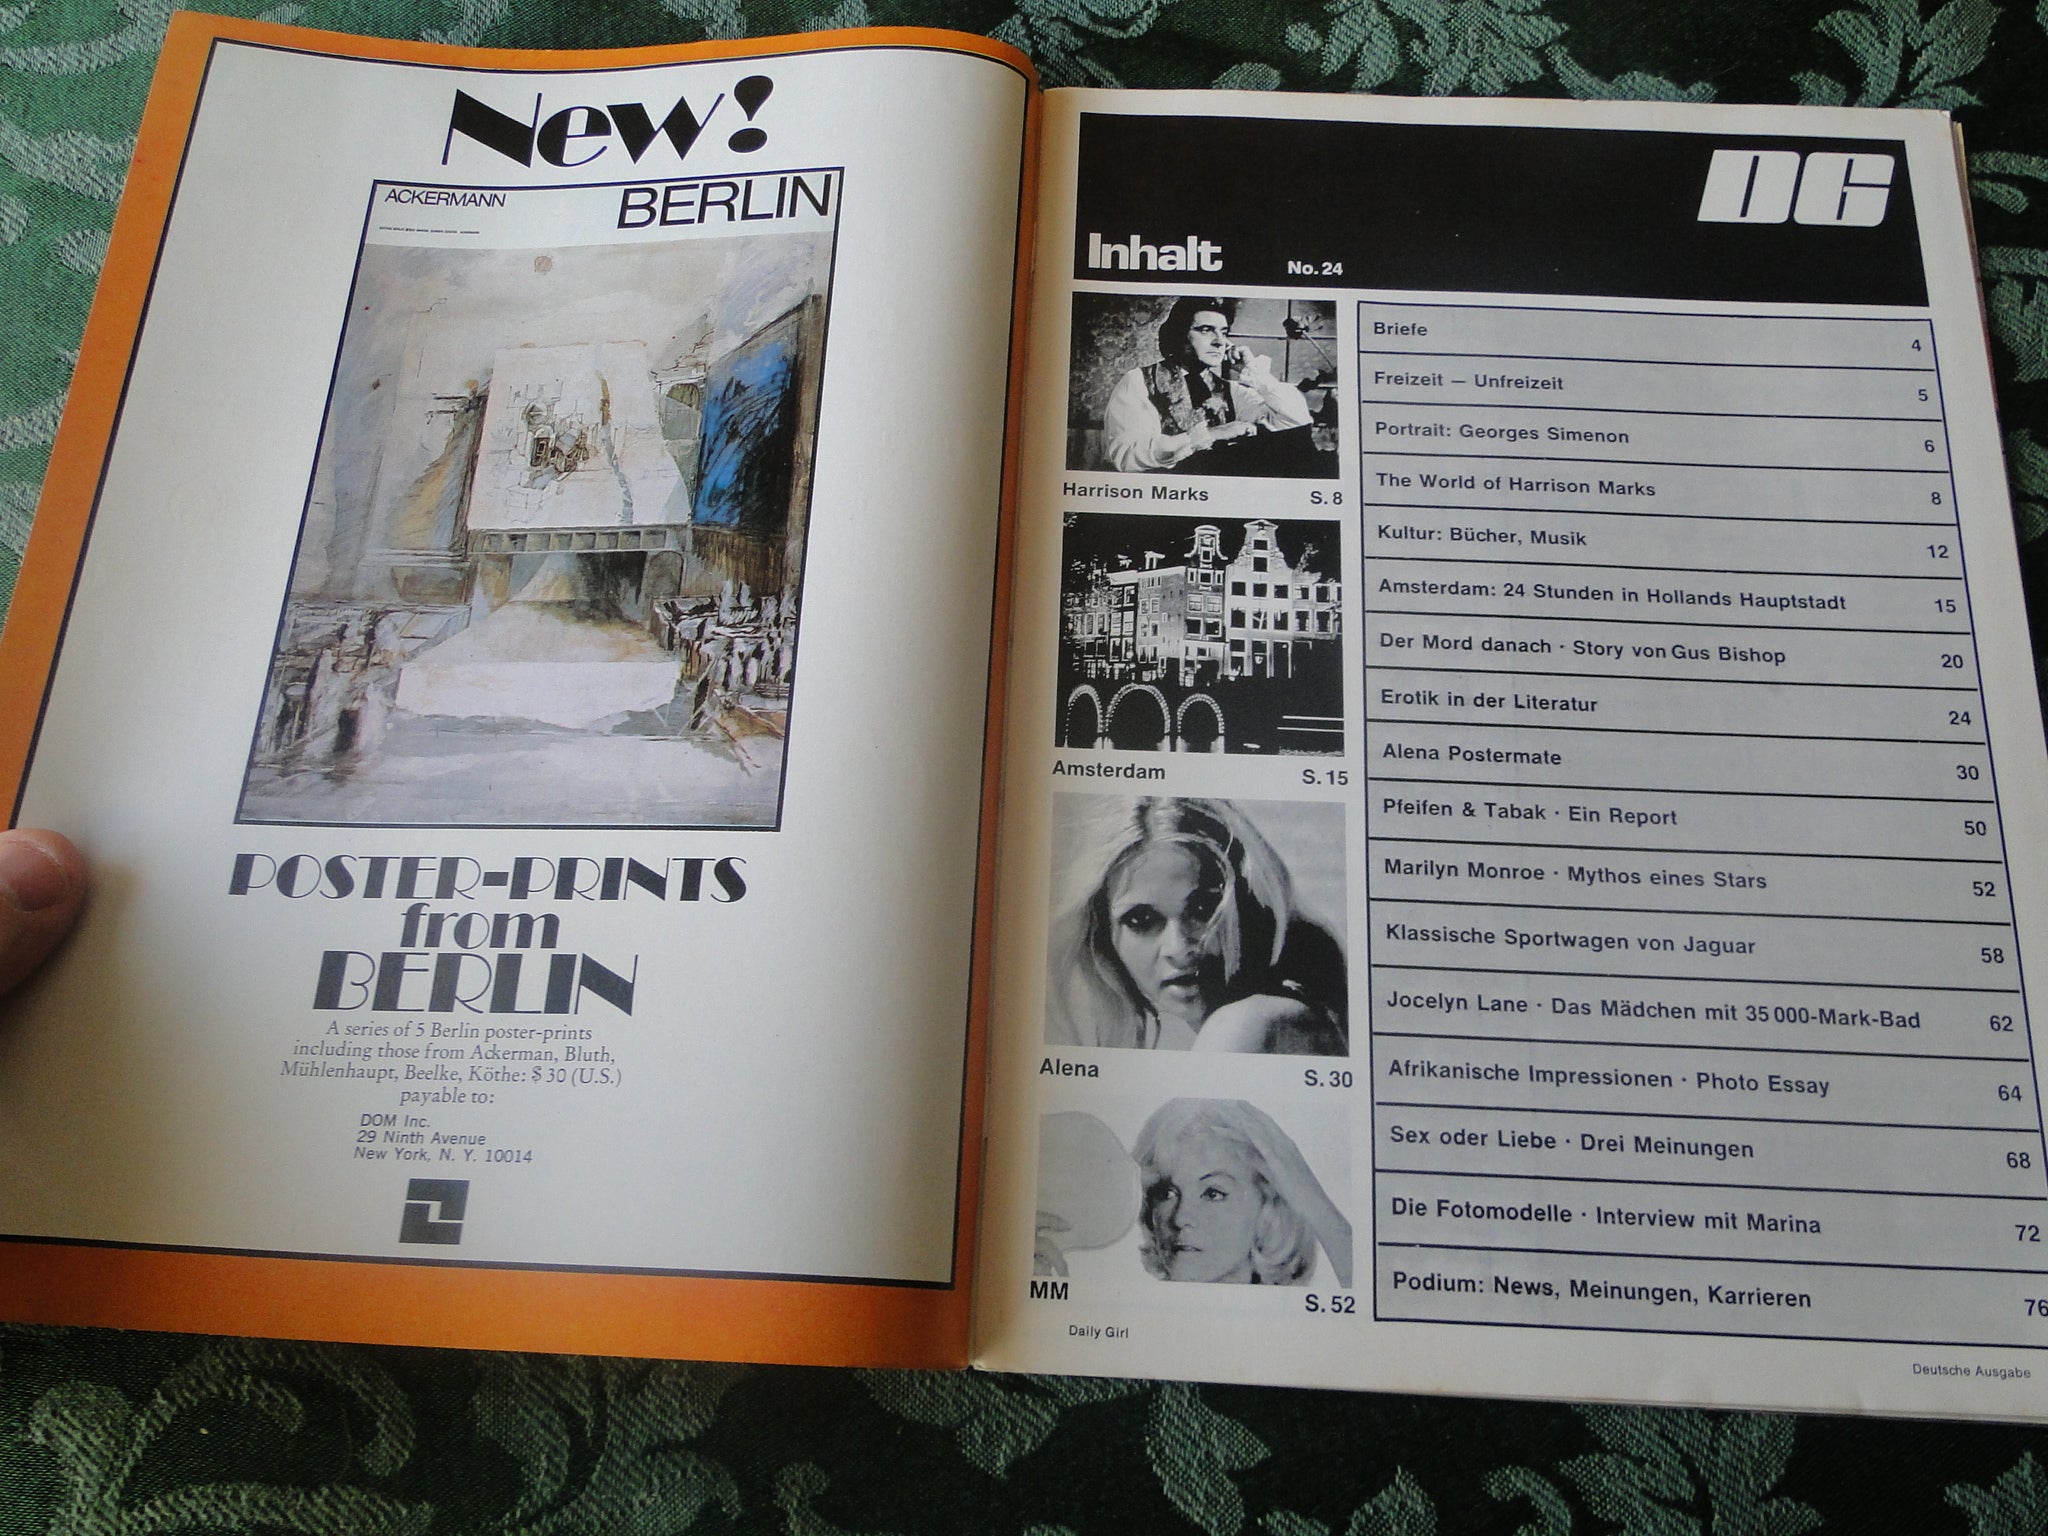 New!
ACKERMANN
BERLIN
POSTER-PRINTS
from
BERLIN
A series of 5 Berlin poster-prints
including those from Ackerman, Bluth,
Mühlenhaupt, Beelke, Köthe: $ 30 (U.S.)
payable to:
DOM Inc.
29 Ninth Avenue
New York, N. Y. 10014
DG
Inhalt No. 24
Harrison Marks S. 8
Amsterdam S. 15
Alena S. 30
MM S. 52
Briefe 4
Freizeit — Unfreizeit 5
Portrait: Georges Simenon 6
The World of Harrison Marks 8
Kultur: Bücher, Musik 12
Amsterdam: 24 Stunden in Hollands Hauptstadt 15
Der Mord danach · Story von Gus Bishop 20
Erotik in der Literatur 24
Alena Postermate 30
Pfeifen & Tabak · Ein Report 50
Marilyn Monroe · Mythos eines Stars 52
Klassische Sportwagen von Jaguar 58
Jocelyn Lane · Das Mädchen mit 35 000-Mark-Bad 62
Afrikanische Impressionen · Photo Essay 64
Sex oder Liebe · Drei Meinungen 68
Die Fotomodelle · Interview mit Marina 72
Podium: News, Meinungen, Karrieren 76
Daily Girl
Deutsche Ausgabe